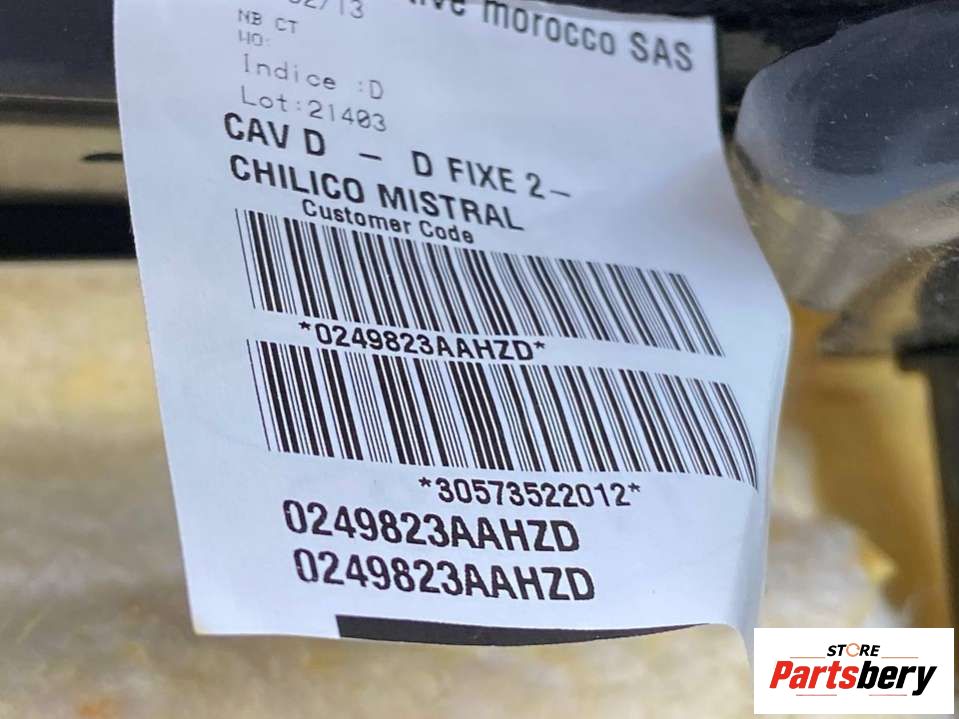 morocco SAS
NB CT
Indice :D
Lot:21403
CAV D - D FIXE 2-
CHILICO MISTRAL
Customer Code
*0249823AAHZD*
*30573522012*
0249823AAHZD
0249823AAHZD
STORE
Partsbery